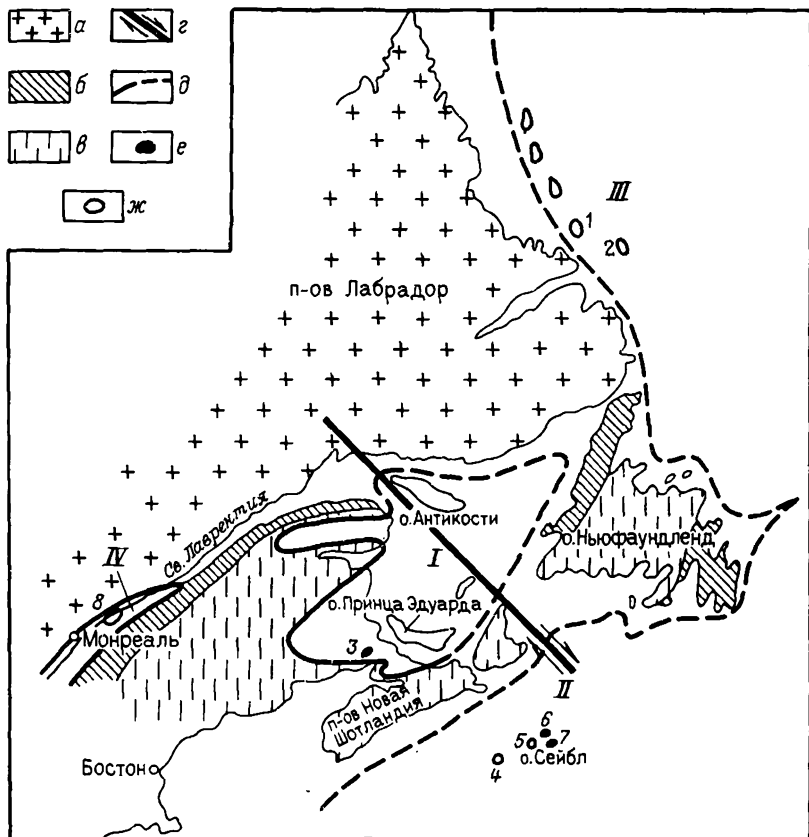 а
г
б
д
в
е
ж
III
1
2
п-ов Лабрадор
Св. Лаврентия
о.Антикости
I
о.Ньюфаундленд
IV
8
Монреаль
о.Принца Эдуарда
3
II
п-ов Новая
Шотландия
6
5
7
о.Сейбл
4
Бостон